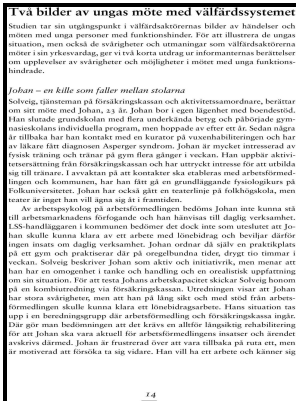 Två bilder av ungas möte med välfärdssystemet
Studien tar sin utgångspunkt i välfärdsaktörernas bilder av händelser och
möten med unga personer med funktionshinder. För att illustrera de ungas
situation, men också de svårigheter och utmaningar som välfärdsaktörerna
möter i sin yrkesvardag, ger vi två korta utdrag ur informanternas berättelser
om upplevelser av svårigheter och möjligheter i mötet med unga funktions-
hindrade.
Johan – en kille som faller mellan stolarna
Solveig, tjänsteman på försäkringskassan och aktivitetssamordnare, berättar
om sitt möte med Johan, 23 år. Johan bor i egen lägenhet med boendestöd.
Han slutade grundskolan med flera underkända betyg och påbörjade gym-
nasieskolans individuella program, men hoppade av efter ett år. Sedan några
år tillbaka har han kontakt med en kurator på vuxenhabiliteringen och har
av läkare fått diagnosen Asperger syndrom. Johan är mycket intresserad av
fysisk träning och tränar på gym flera gånger i veckan. Han uppbär aktivi-
tetsersättning från försäkringskassan och har uttryckt intresse för att utbilda
sig till tränare. I avvaktan på att kontakter ska etableras med arbetsförmed-
lingen och kommunen, har han fått gå en grundläggande fysiologikurs på
Folkuniversitetet. Johan har också gått en teaterlinje på folkhögskola, men
teater är inget han vill ägna sig åt i framtiden.
Av arbetspsykolog på arbetsförmedlingen bedöms Johan inte kunna stå
till arbetsmarknadens förfogande och han hänvisas till daglig verksamhet.
LSS-handläggaren i kommunen bedömer det dock inte som uteslutet att Jo-
han skulle kunna klara av ett arbete med lönebidrag och beviljar därför
ingen insats om daglig verksamhet. Johan ordnar då själv en praktikplats
på ett gym och praktiserar där på oregelbundna tider, drygt tio timmar i
veckan. Solveig beskriver Johan som aktiv och initiativrik, men menar att
han har en omogenhet i tanke och handling och en orealistisk uppfattning
om sin situation. För att testa Johans arbetskapacitet skickar Solveig honom
på en kombiutredning via försäkringskassan. Utredningen visar att Johan
har stora svårigheter, men att han på lång sikt och med stöd från arbets-
förmedlingen skulle kunna klara ett lönebidragsarbete. Hans situation tas
upp i en beredningsgrupp där arbetsförmedling och försäkringskassa ingår.
Där gör man bedömningen att det krävs en alltför långsiktig rehabilitering
för att Johan ska vara aktuell för arbetsförmedlingens insatser och ärendet
avskrivs därmed. Johan är frustrerad över att vara tillbaka på ruta ett, men
är motiverad att försöka ta sig vidare. Han vill ha ett arbete och känner sig
14